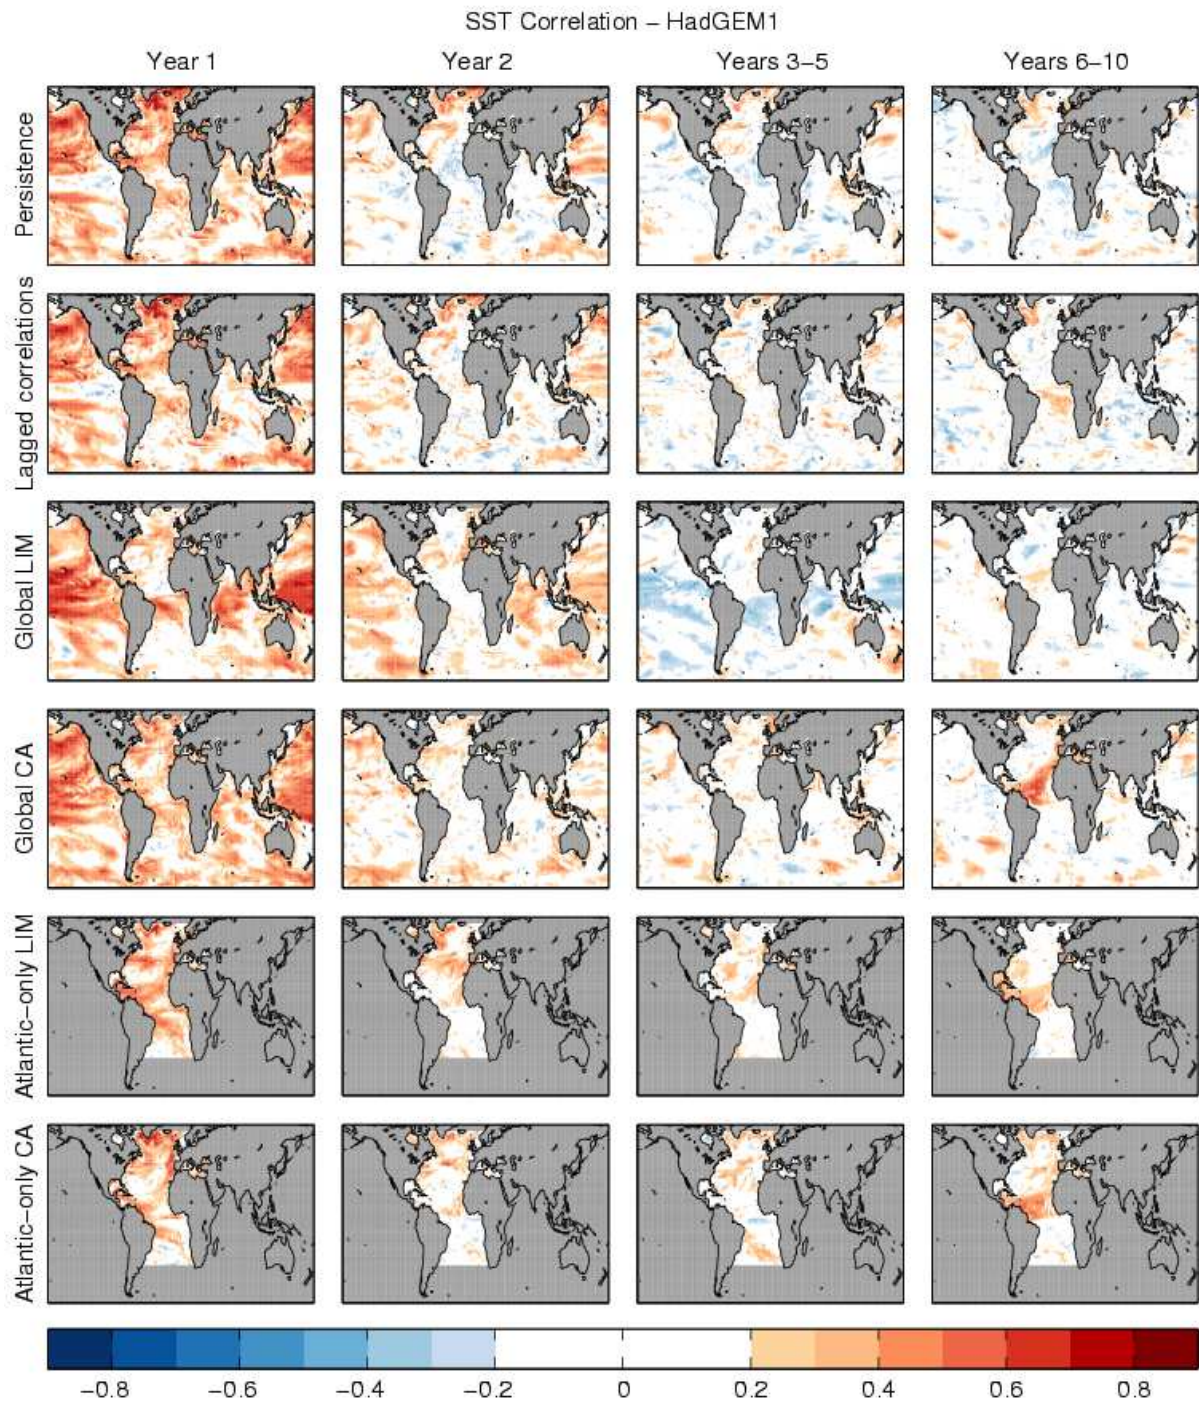 SST Correlation – HadGEM1
Year 1
Year 2
Years 3–5
Years 6–10
Persistence
Lagged correlations
Global LIM
Global CA
Atlantic–only LIM
Atlantic–only CA
−0.8
−0.6
−0.4
−0.2
0
0.2
0.4
0.6
0.8